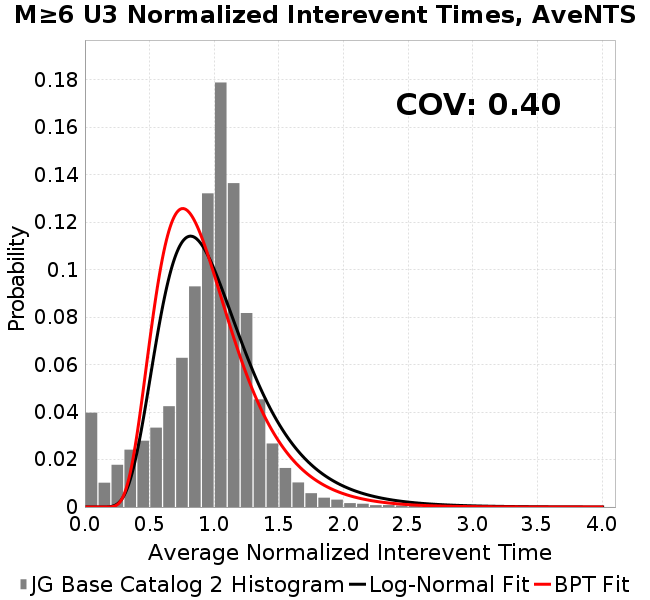 M≥6 U3 Normalized Interevent Times, AveNTS
COV: 0.40
Probability
0.18
0.16
0.14
0.12
0.1
0.08
0.06
0.04
0.02
0
0.0 0.5 1.0 1.5 2.0 2.5 3.0 3.5 4.0
Average Normalized Interevent Time
JG Base Catalog 2 Histogram Log-Normal Fit BPT Fit